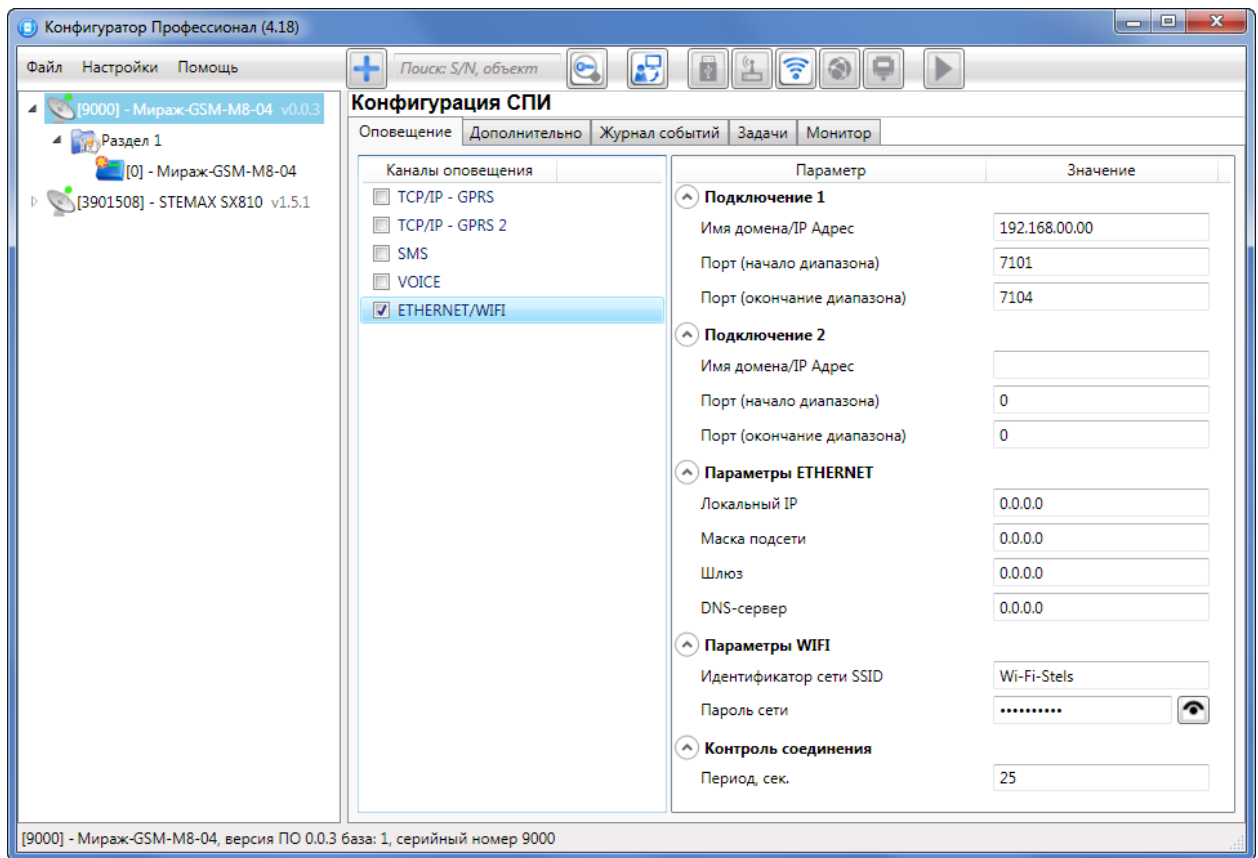 Конфигуратор Профессионал (4.18)
Файл Настройки Помощь
Поиск: S/N, объект
[9000] - Мираж-GSM-M8-04 v0.0.3
Раздел 1
[0] - Мираж-GSM-M8-04
[3901508] - STEMAX SX810 v1.5.1
Конфигурация СПИ
Оповещение Дополнительно Журнал событий Задачи Монитор
Каналы оповещения
TCP/IP - GPRS
TCP/IP - GPRS 2
SMS
VOICE
ETHERNET/WIFI
Параметр Значение
Подключение 1
Имя домена/IP Адрес 192.168.00.00
Порт (начало диапазона) 7101
Порт (окончание диапазона) 7104
Подключение 2
Имя домена/IP Адрес
Порт (начало диапазона) 0
Порт (окончание диапазона) 0
Параметры ETHERNET
Локальный IP 0.0.0.0
Маска подсети 0.0.0.0
Шлюз 0.0.0.0
DNS-сервер 0.0.0.0
Параметры WIFI
Идентификатор сети SSID Wi-Fi-Stels
Пароль сети ••••••••••
Контроль соединения
Период, сек. 25
[9000] - Мираж-GSM-M8-04, версия ПО 0.0.3 база: 1, серийный номер 9000